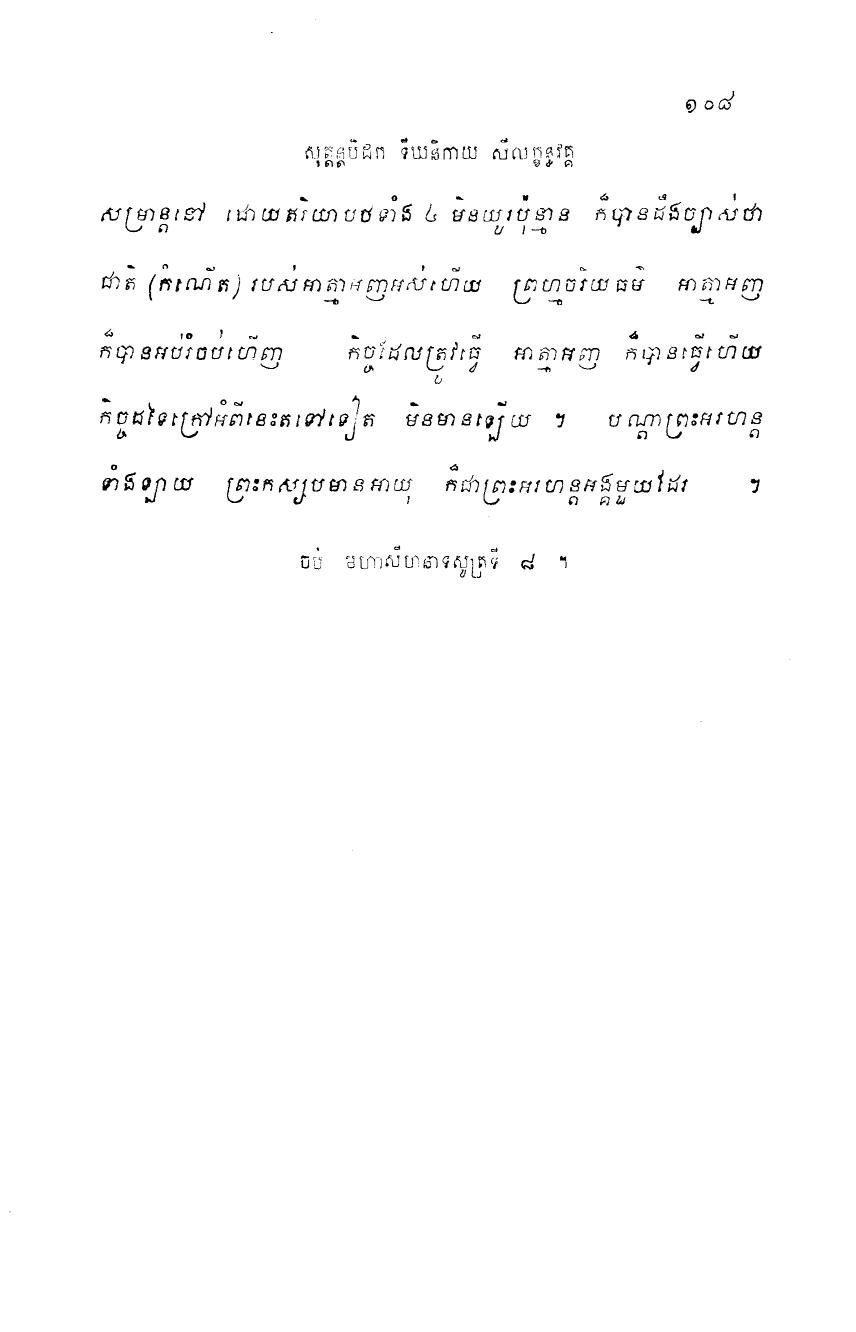 ១០៨
សុត្តន្តបិដក ទីឃនិកាយ សីលក្ខន្ធវគ្គ
សម្រាន្តនៅ ដោយឥរិយាបថទាំង ៤ មិនយូរប៉ុន្មាន ក៏បានដឹងច្បាស់ថា
ជាតិ (កំណើត) របស់អាត្មាអញអស់ហើយ ព្រហ្មចរិយធម៌ អាត្មាអញ
ក៏បានអប់រំចប់ហើញ កិច្ចដែលត្រូវធ្វើ អាត្មាអញ ក៏បានធ្វើហើយ
កិច្ចដទៃក្រៅអំពីនេះតទៅទៀត មិនមានឡើយ ។ បណ្តាព្រះអរហន្ត
ទាំងឡាយ ព្រះកស្សបមានអាយុ ក៏ជាព្រះអរហន្តអង្គមួយដែរ ។
ចប់ មហាសីហនាទសូត្រទី ៨ ។